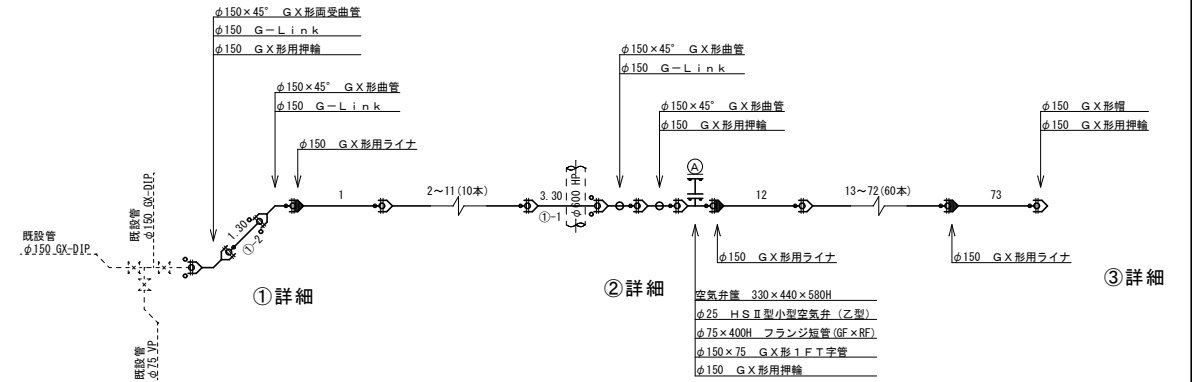 φ150×45° GX形両受曲管
φ150 G－Link
φ150 GX形用押輪
φ150×45° GX形曲管
φ150 G－Link
φ150 GX形用ライナ
φ150×45° GX形曲管
φ150 G－Link
φ150×45° GX形曲管
φ150 GX形用押輪
φ150 GX形帽
φ150 GX形用押輪
既設管
φ150 GX-DIP
既設管
φ150 GX-DIP
既設管
φ75 VP
1.30
①-2
1
2～11(10本)
3.30
①-1
φ600 HP
A
12
13～72(60本)
73
①詳細
②詳細
③詳細
φ150 GX形用ライナ
φ150 GX形用ライナ
空気弁筐 330×440×580H
φ25 HSⅡ型小型空気弁（乙型）
φ75×400H フランジ短管(GF×RF)
φ150×75 GX形1FT字管
φ150 GX形用押輪